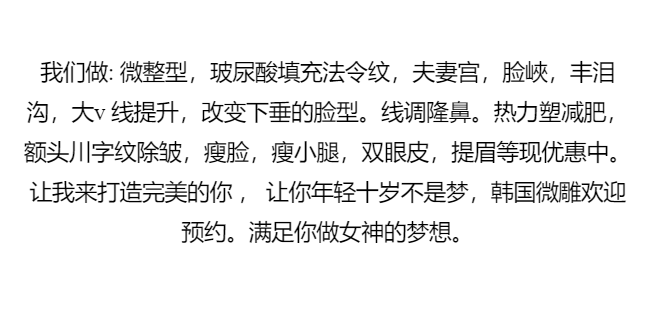 我们做: 微整型，玻尿酸填充法令纹，夫妻宫，脸峽，丰泪
沟，大v 线提升，改变下垂的脸型。线调隆鼻。热力塑减肥，
额头川字纹除皱，瘦脸，瘦小腿，双眼皮，提眉等现优惠中。
让我来打造完美的你 ， 让你年轻十岁不是梦，韩国微雕欢迎
预约。满足你做女神的梦想。